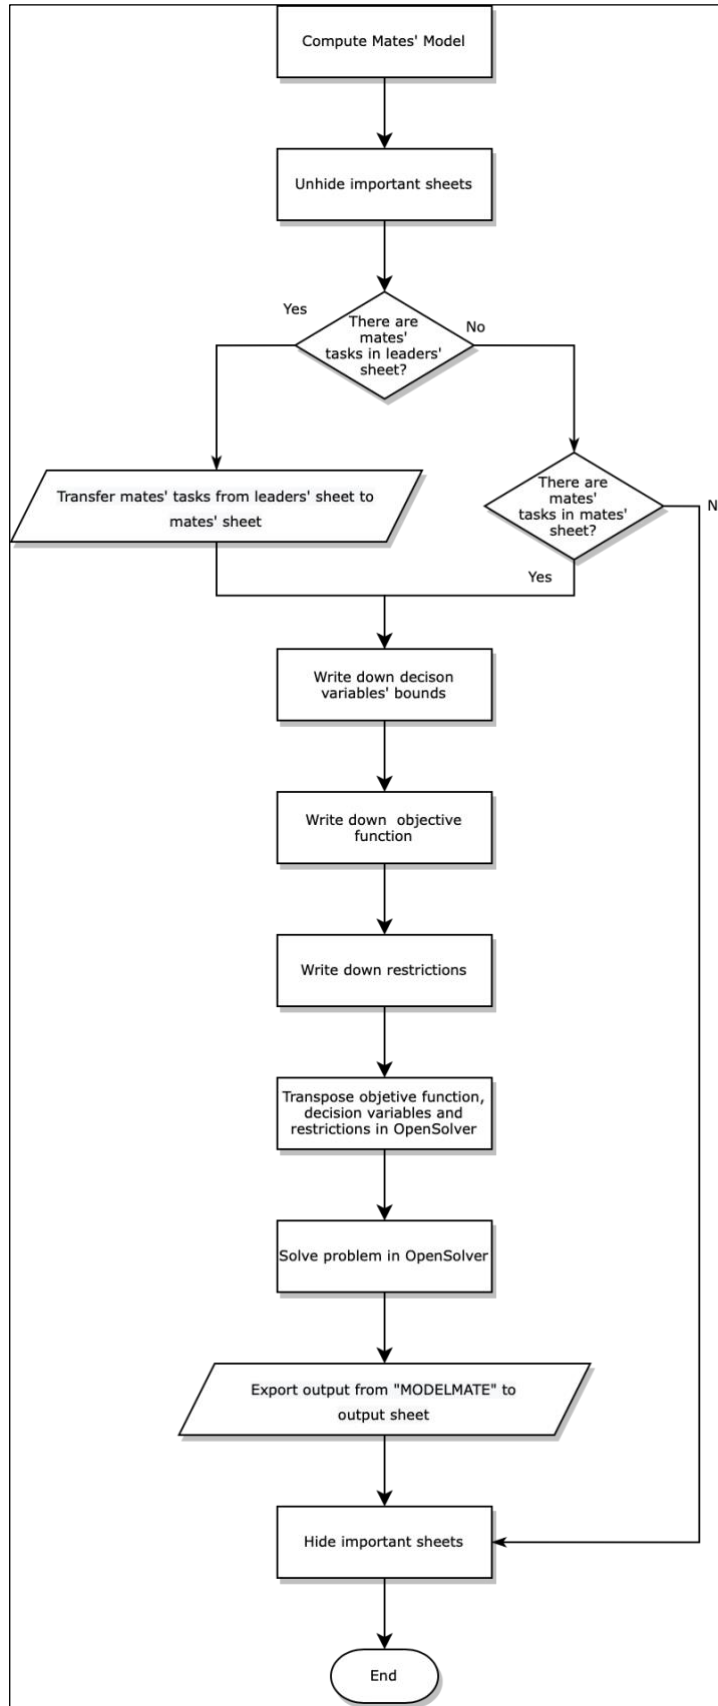 Compute Mates' Model
Unhide important sheets
Yes
There are
mates'
tasks in leaders'
sheet?
No
Transfer mates' tasks from leaders' sheet to
mates' sheet
There are
mates'
tasks in mates'
sheet?
N
Yes
Write down decison
variables' bounds
Write down objective
function
Write down restrictions
Transpose objetive function,
decision variables and
restrictions in OpenSolver
Solve problem in OpenSolver
Export output from "MODELMATE" to
output sheet
Hide important sheets
End